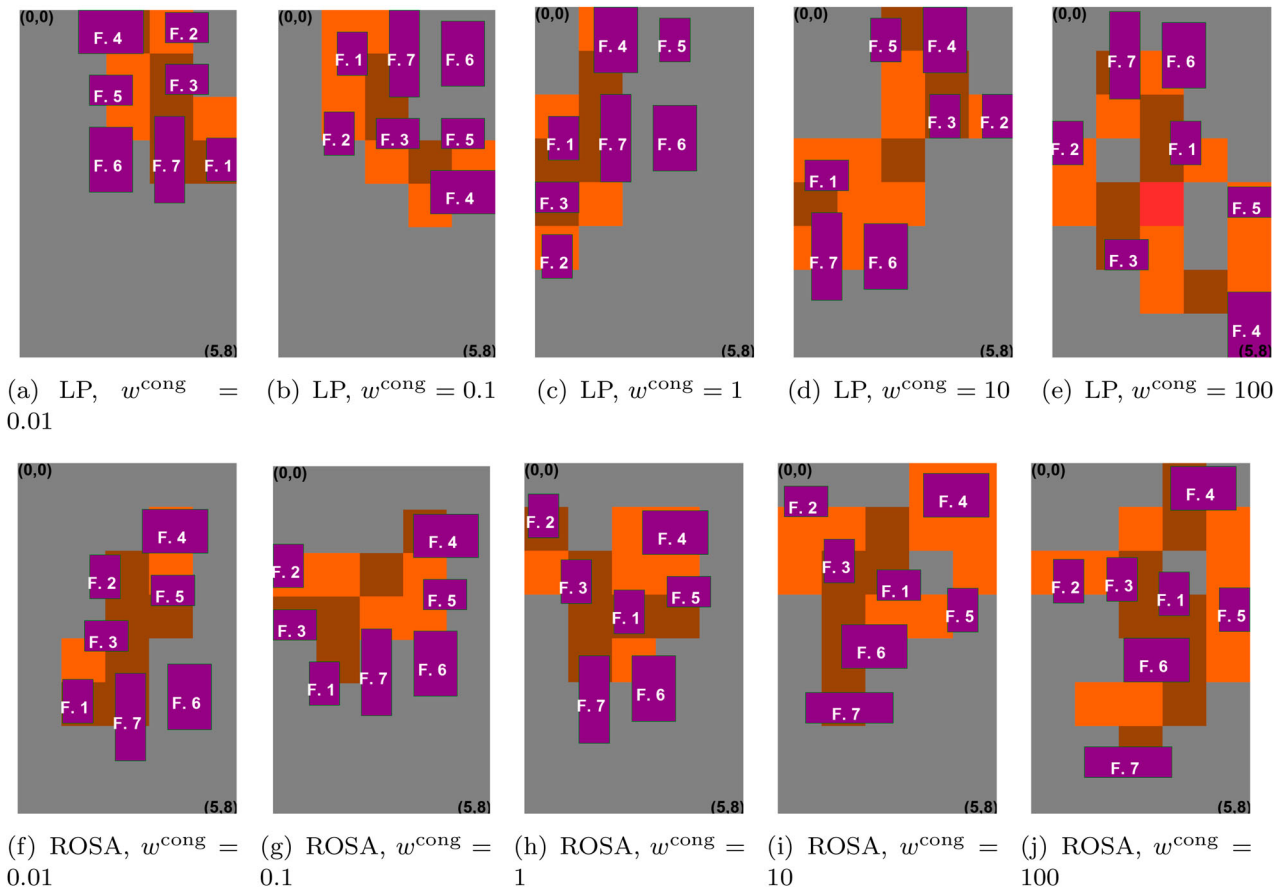 (0,0)
F. 4
F. 2
F. 3
F. 5
F. 6
F. 7
F. 1
(5,8)
(0,0)
F. 1
F. 7
F. 6
F. 2
F. 3
F. 5
F. 4
(5,8)
(0,0)
F. 4
F. 5
F. 1
F. 7
F. 6
F. 3
F. 2
(5,8)
(0,0)
F. 5
F. 4
F. 3
F. 2
F. 1
F. 7
F. 6
(5,8)
(0,0)
F. 7
F. 6
F. 2
F. 1
F. 5
F. 3
F. 4
(5,8)
(a) LP, w^cong =
0.01
(b) LP, w^cong = 0.1
(c) LP, w^cong = 1
(d) LP, w^cong = 10
(e) LP, w^cong = 100
(0,0)
F. 4
F. 2
F. 5
F. 3
F. 1
F. 7
F. 6
(5,8)
(0,0)
F. 4
F. 2
F. 5
F. 3
F. 1
F. 7
F. 6
(5,8)
(0,0)
F. 2
F. 4
F. 3
F. 5
F. 1
F. 7
F. 6
(5,8)
(0,0)
F. 2
F. 4
F. 3
F. 1
F. 5
F. 6
F. 7
(5,8)
(0,0)
F. 4
F. 2
F. 3
F. 1
F. 5
F. 6
F. 7
(5,8)
(f) ROSA, w^cong =
0.01
(g) ROSA, w^cong =
0.1
(h) ROSA, w^cong =
1
(i) ROSA, w^cong =
10
(j) ROSA, w^cong =
100